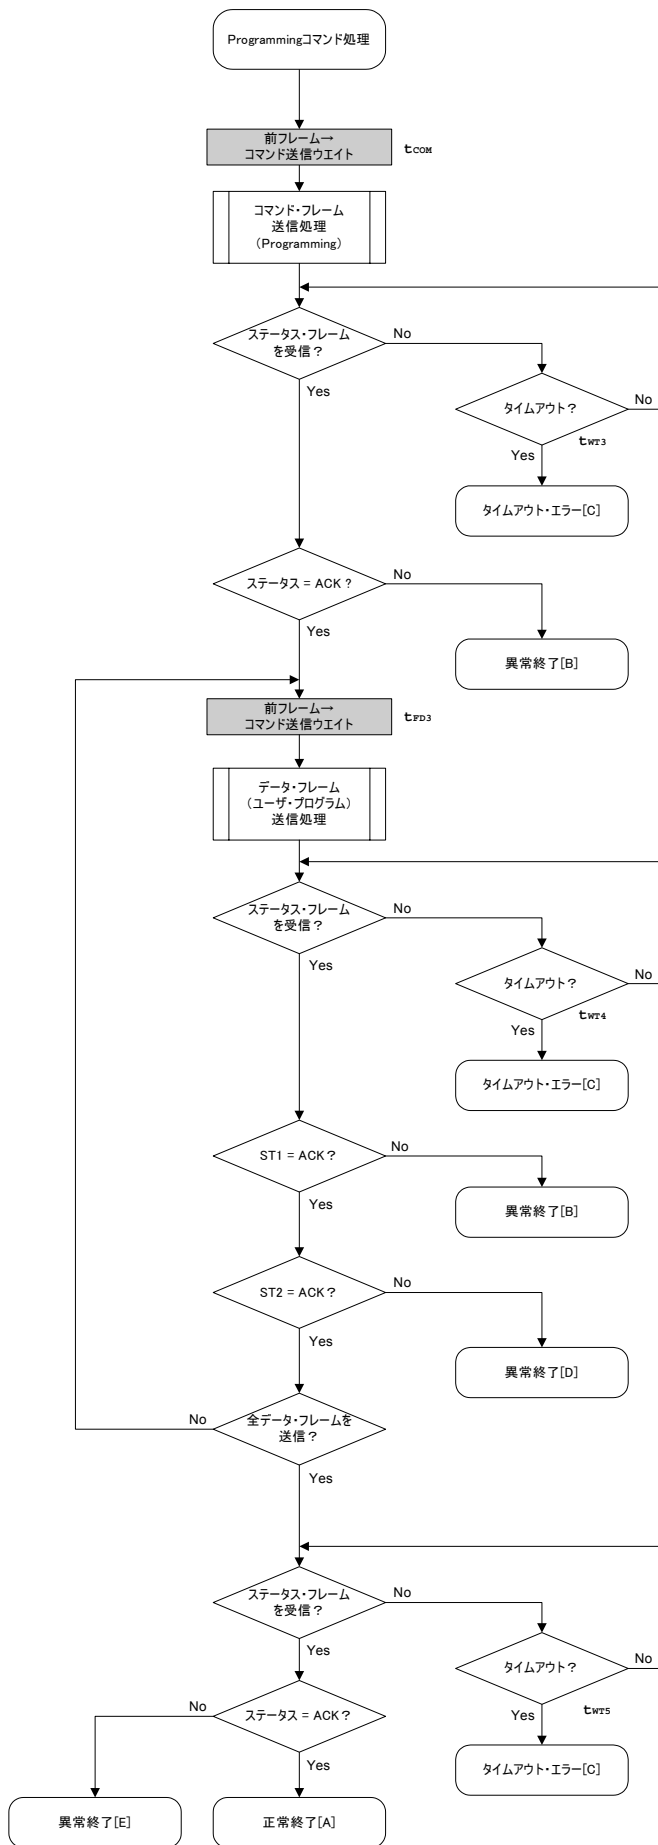 Programmingコマンド処理
前フレーム→
コマンド送信ウエイト
tCOM
コマンド・フレーム
送信処理
（Programming）
ステータス・フレーム
を受信？
No
Yes
タイムアウト？
No
tWT3
Yes
タイムアウト・エラー[C]
ステータス = ACK？
No
Yes
異常終了[B]
前フレーム→
コマンド送信ウエイト
tFD3
データ・フレーム
（ユーザ・プログラム）
送信処理
ステータス・フレーム
を受信？
No
Yes
タイムアウト？
No
tWT4
Yes
タイムアウト・エラー[C]
ST1 = ACK？
No
Yes
異常終了[B]
ST2 = ACK？
No
Yes
異常終了[D]
No
全データ・フレームを
送信？
Yes
ステータス・フレーム
を受信？
No
Yes
タイムアウト？
No
tWT5
Yes
タイムアウト・エラー[C]
No
ステータス = ACK？
Yes
異常終了[E]
正常終了[A]